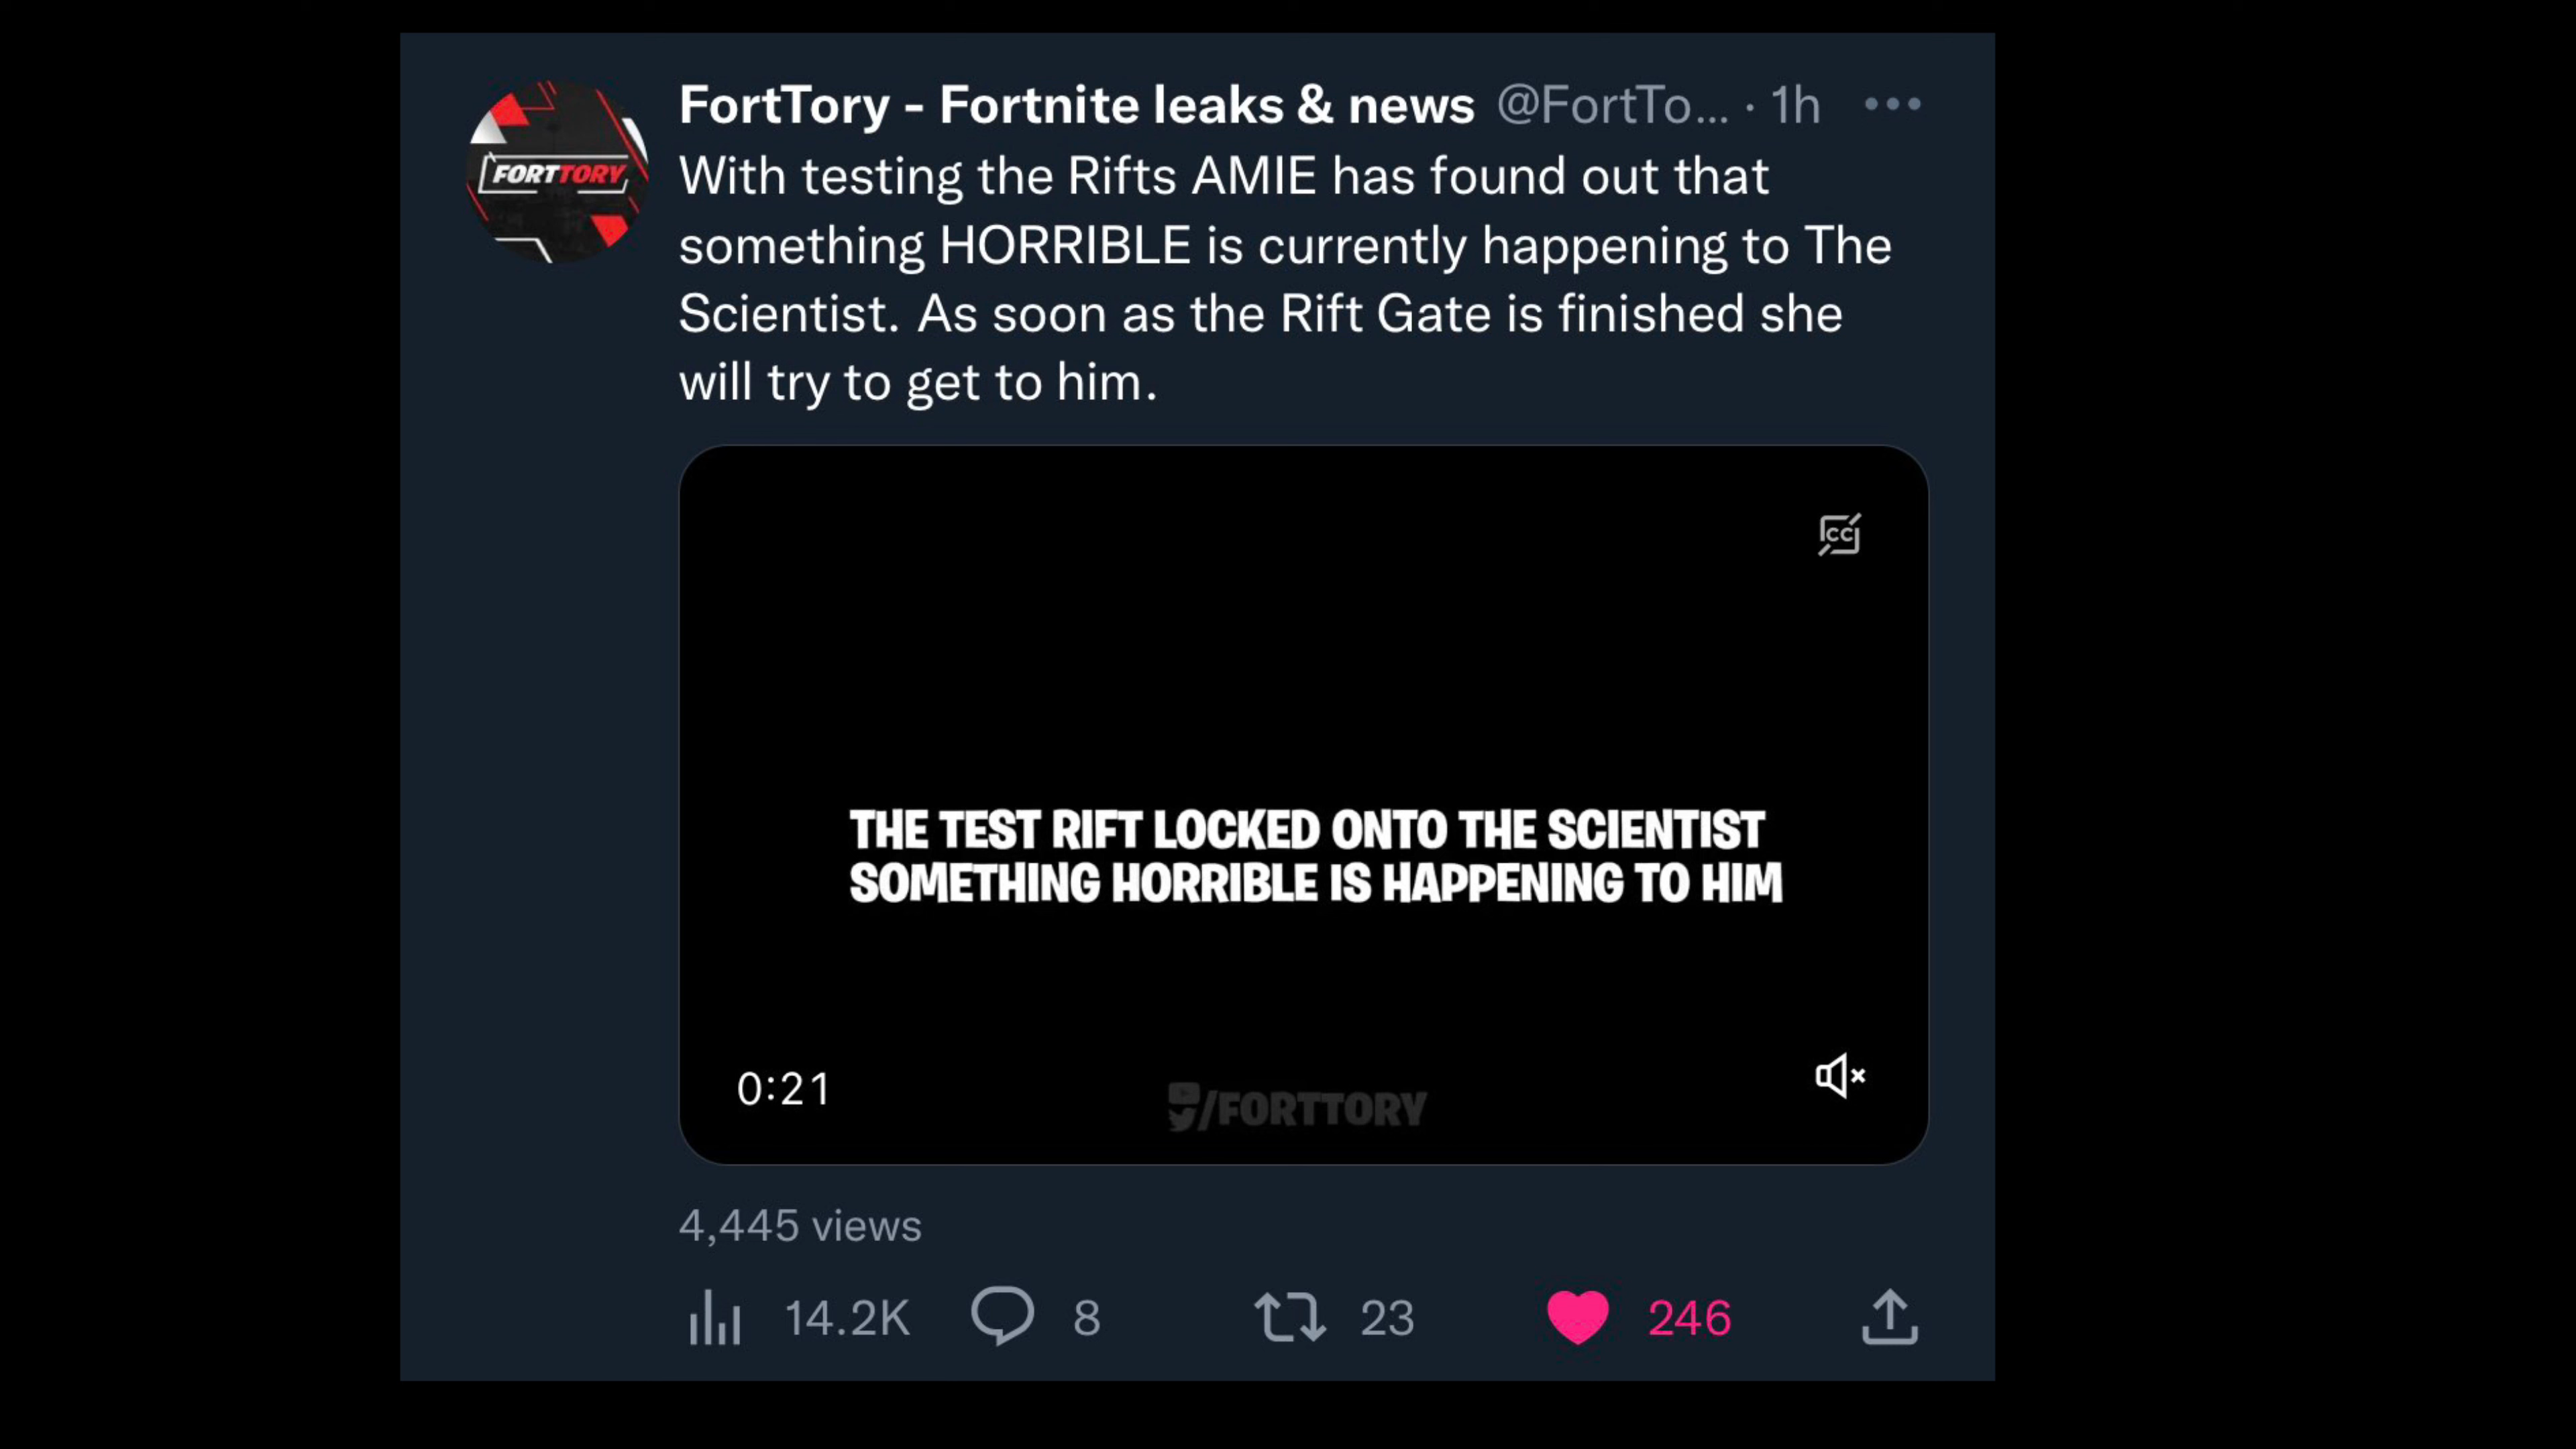 FortTory - Fortnite leaks & news @FortTo... · 1h
FORTTORY
With testing the Rifts AMIE has found out that
something HORRIBLE is currently happening to The
Scientist. As soon as the Rift Gate is finished she
will try to get to him.
CC
THE TEST RIFT LOCKED ONTO THE SCIENTIST
SOMETHING HORRIBLE IS HAPPENING TO HIM
0:21
/FORTTORY
4,445 views
14.2K 8 23 246